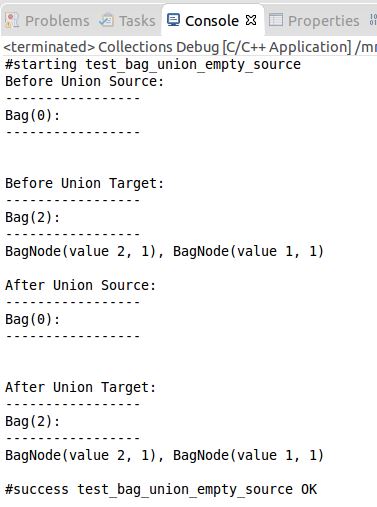 Problems Tasks Console Properties
<terminated> Collections Debug [C/C++ Application]
#starting test_bag_union_empty_source
Before Union Source:
-----------------
Bag(0):
-----------------
Before Union Target:
-----------------
Bag(2):
-----------------
BagNode(value 2, 1), BagNode(value 1, 1)
After Union Source:
-----------------
Bag(0):
-----------------
After Union Target:
-----------------
Bag(2):
-----------------
BagNode(value 2, 1), BagNode(value 1, 1)
#success test_bag_union_empty_source OK